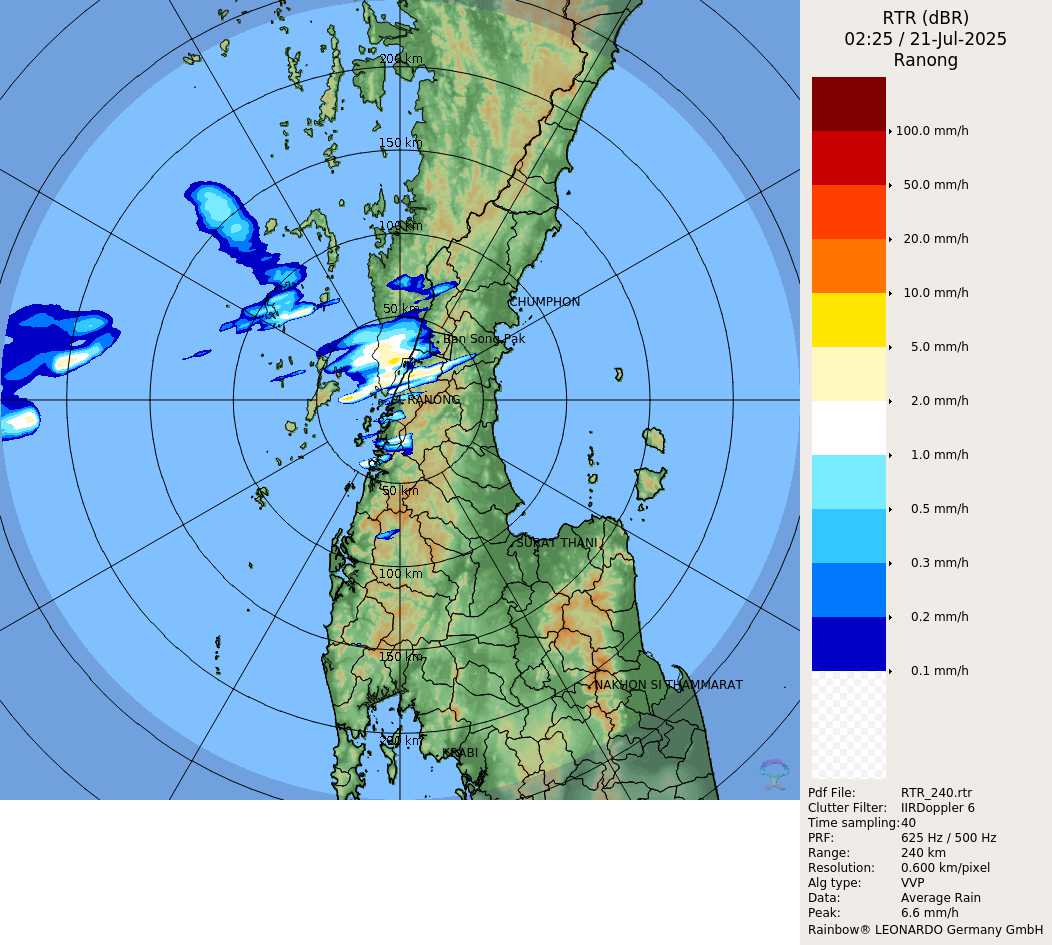 RTR (dBR)
02:25 / 21-Jul-2025
Ranong
100.0 mm/h
50.0 mm/h
20.0 mm/h
10.0 mm/h
5.0 mm/h
2.0 mm/h
1.0 mm/h
0.5 mm/h
0.3 mm/h
0.2 mm/h
0.1 mm/h
200 km
150 km
100 km
50 km
CHUMPHON
Ban Song Pak
RANONG
50 km
SURAT THANI
100 km
150 km
NAKHON SI THAMMARAT
200 km
KRABI
Pdf File: RTR_240.rtr
Clutter Filter: IIRDoppler 6
Time sampling: 40
PRF: 625 Hz / 500 Hz
Range: 240 km
Resolution: 0.600 km/pixel
Alg type: VVP
Data: Average Rain
Peak: 6.6 mm/h
Rainbow® LEONARDO Germany GmbH